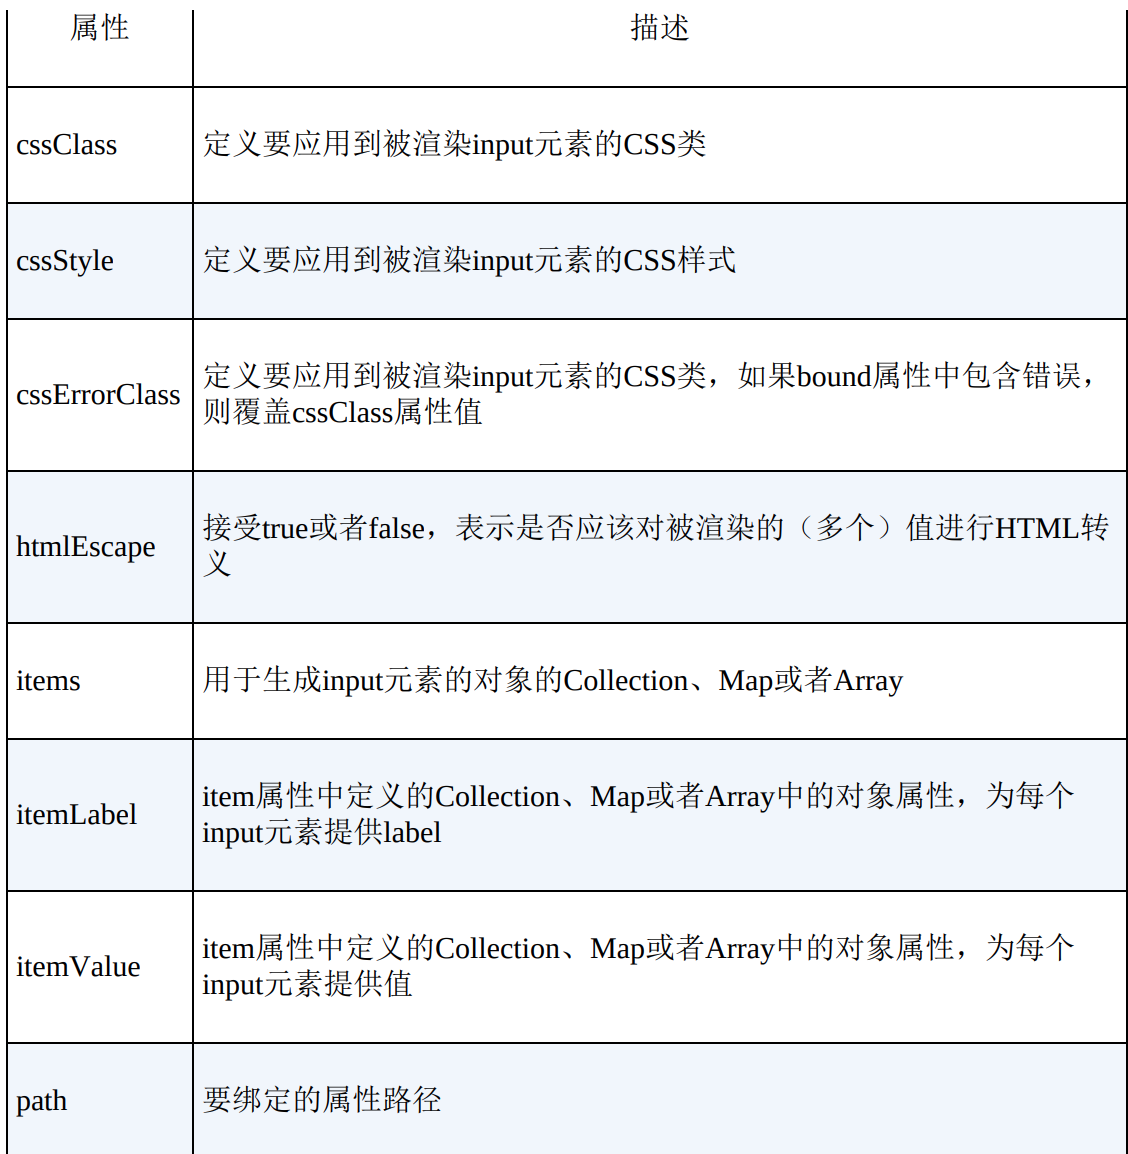 属性 描述
cssClass 定义要应用到被渲染input元素的CSS类
cssStyle 定义要应用到被渲染input元素的CSS样式
cssErrorClass 定义要应用到被渲染input元素的CSS类，如果bound属性中包含错误，
则覆盖cssClass属性值
htmlEscape 接受true或者false，表示是否应该对被渲染的（多个）值进行HTML转
义
items 用于生成input元素的对象的Collection、Map或者Array
itemLabel item属性中定义的Collection、Map或者Array中的对象属性，为每个
input元素提供label
itemValue item属性中定义的Collection、Map或者Array中的对象属性，为每个
input元素提供值
path 要绑定的属性路径